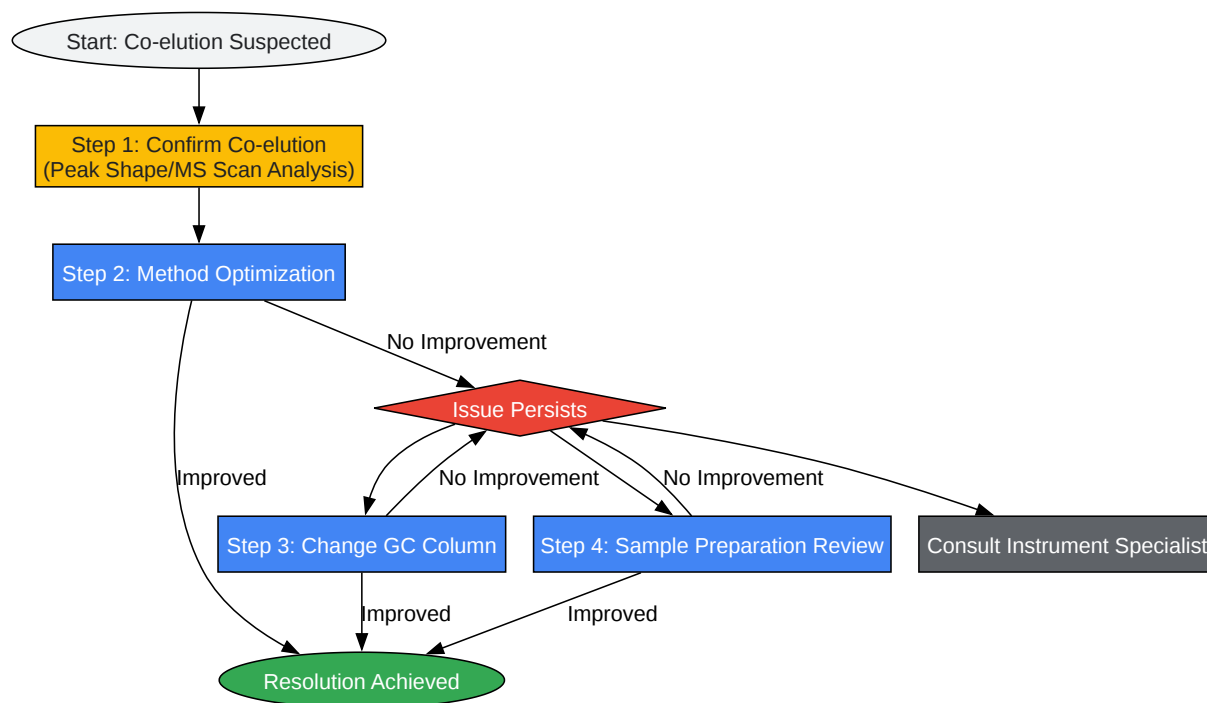 Start: Co-elution Suspected
Step 1: Confirm Co-elution
(Peak Shape/MS Scan Analysis)
Step 2: Method Optimization
No Improvement
Issue Persists
Improved
No Improvement
No Improvement
Step 3: Change GC Column
Step 4: Sample Preparation Review
Consult Instrument Specialist
Improved
Improved
Resolution Achieved